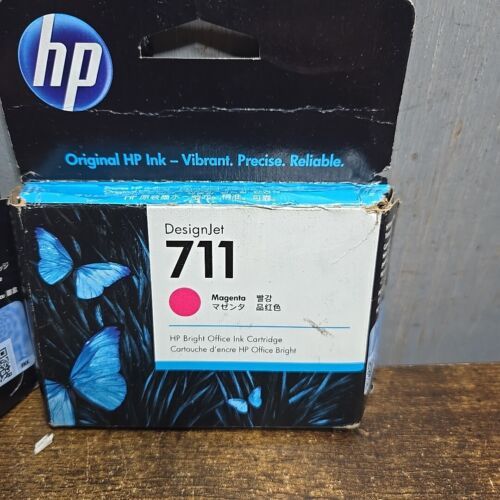 hp
Original HP Ink – Vibrant. Precise. Reliable.
DesignJet
711
Magenta 빨강
マゼンタ 品红色
HP Bright Office Ink Cartridge
Cartouche d'encre HP Office Bright